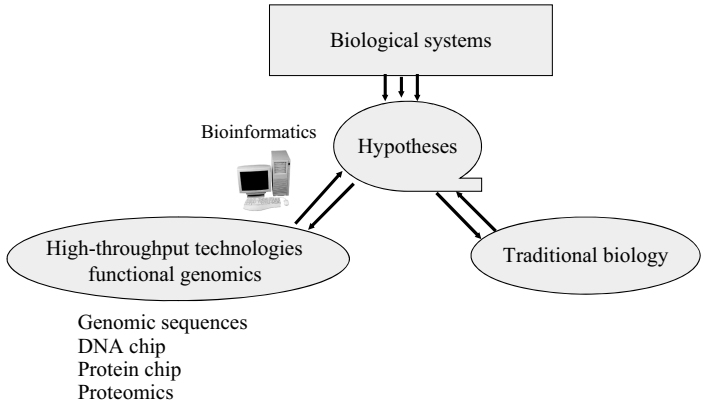 Biological systems
Bioinformatics
Hypotheses
High-throughput technologies
functional genomics
Traditional biology
Genomic sequences
DNA chip
Protein chip
Proteomics